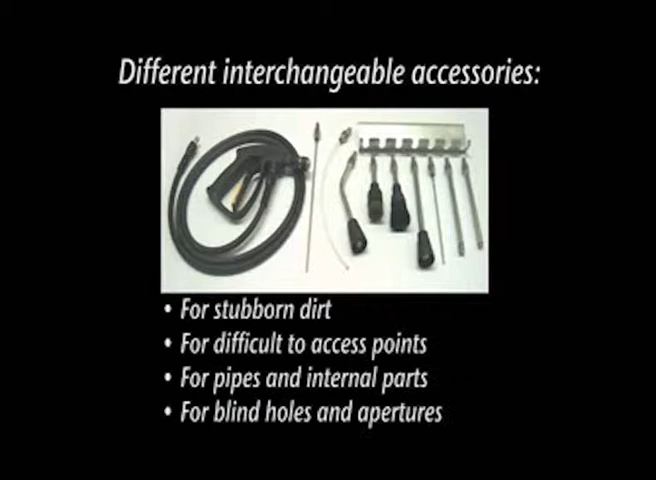 Different interchangeable accessories:
• For stubborn dirt
• For difficult to access points
• For pipes and internal parts
• For blind holes and apertures